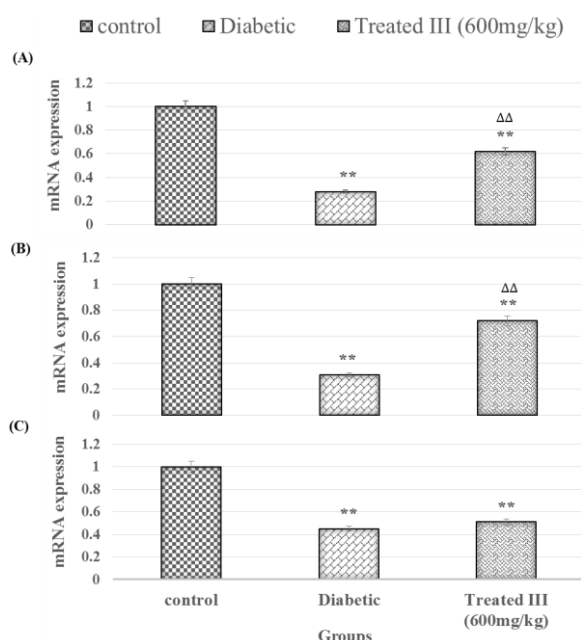 control Diabetic Treated III (600mg/kg)
(A)
mRNA expression
1.2
1
0.8
0.6
0.4
0.2
0
**
ΔΔ
**
(B)
mRNA expression
1.2
1
0.8
0.6
0.4
0.2
0
**
ΔΔ
**
(C)
mRNA expression
1.2
1
0.8
0.6
0.4
0.2
0
**
**
control Diabetic Treated III
(600mg/kg)
Groups